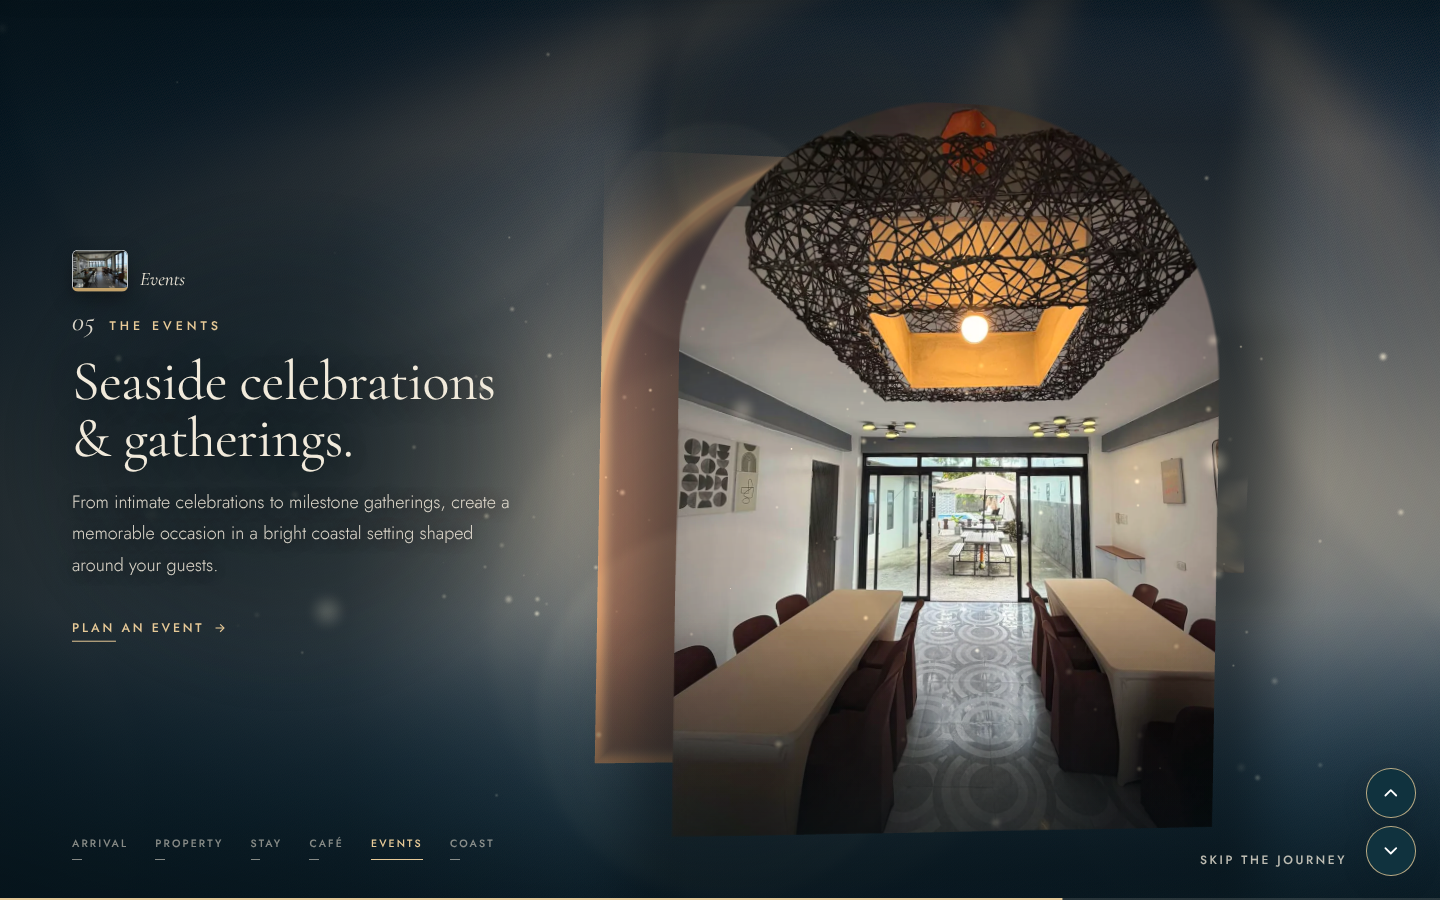 Events
05 THE EVENTS
Seaside celebrations
& gatherings.
From intimate celebrations to milestone gatherings, create a
memorable occasion in a bright coastal setting shaped
around your guests.
PLAN AN EVENT →
ARRIVAL PROPERTY STAY CAFÉ EVENTS COAST
SKIP THE JOURNEY